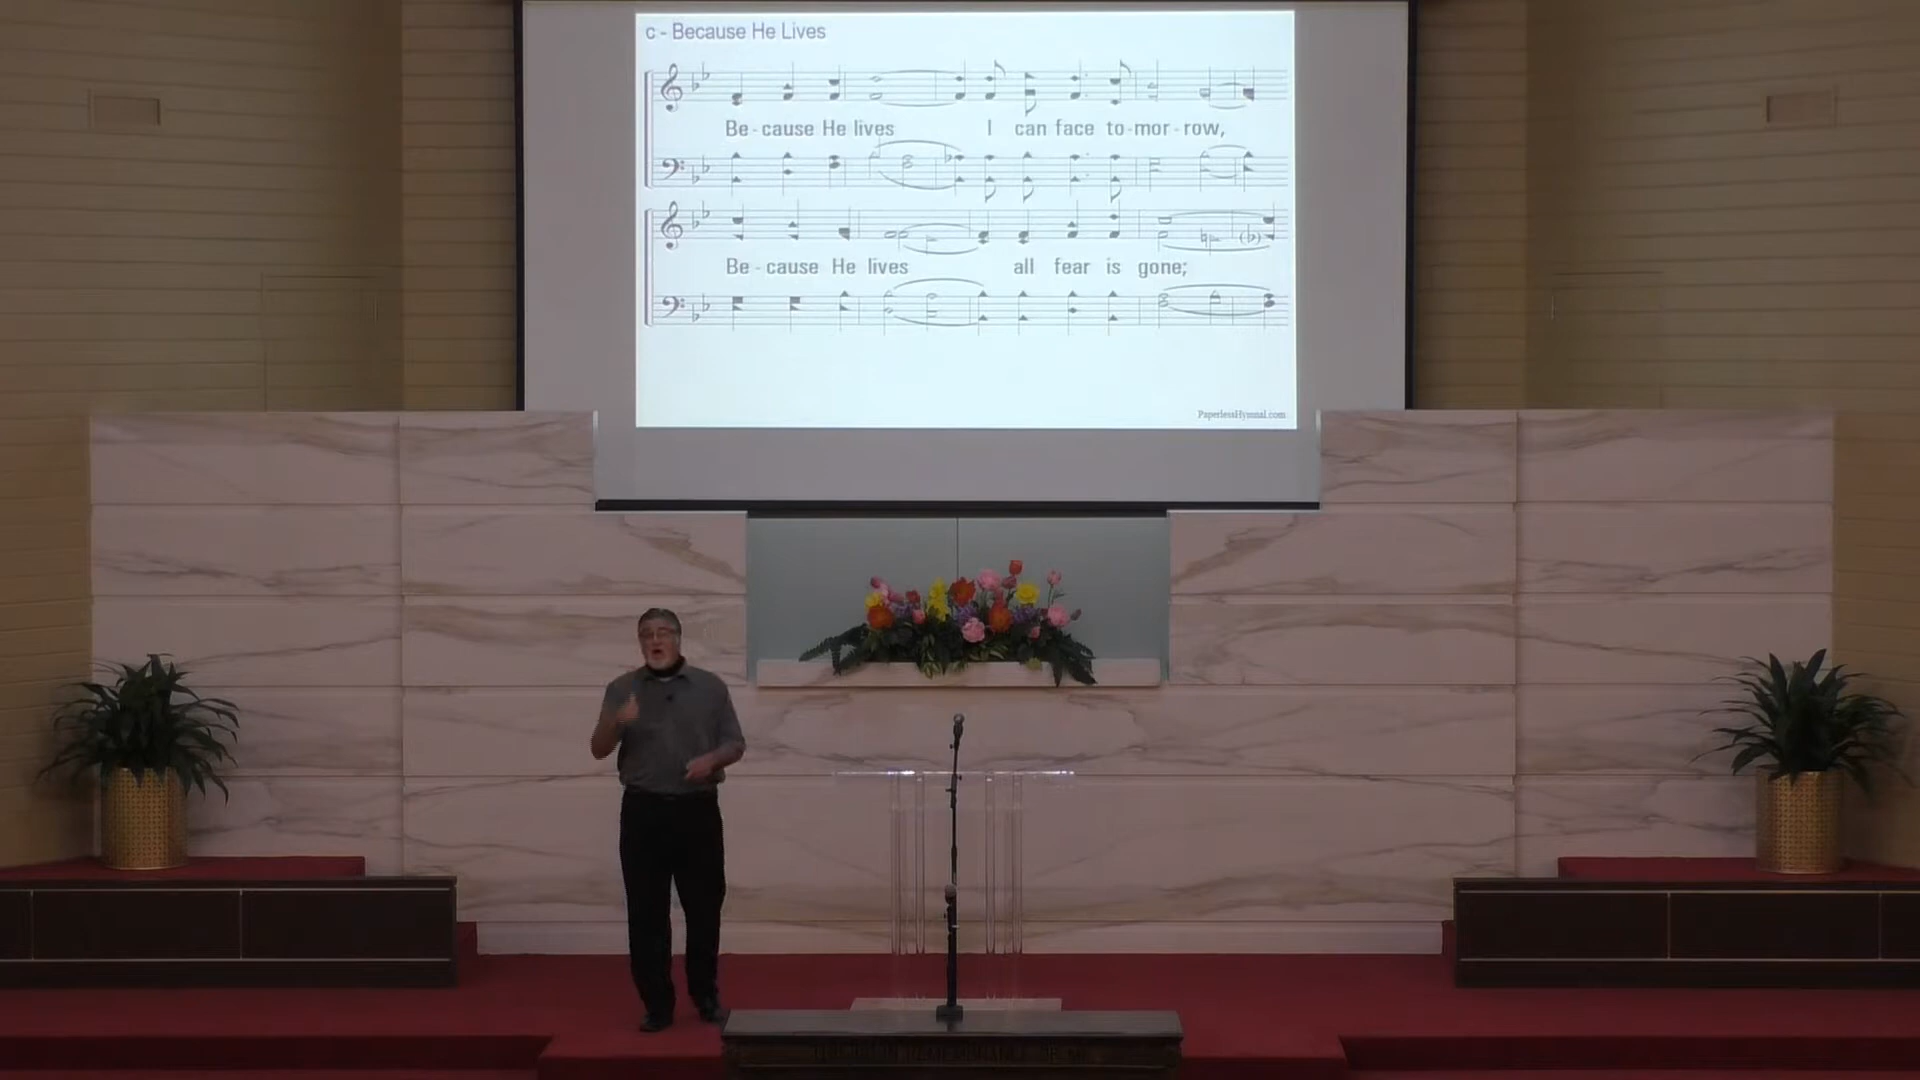 c - Because He Lives
Be - cause He lives I can face to - mor - row,
Be - cause He lives all fear is gone;
PaperlessHymnal.com